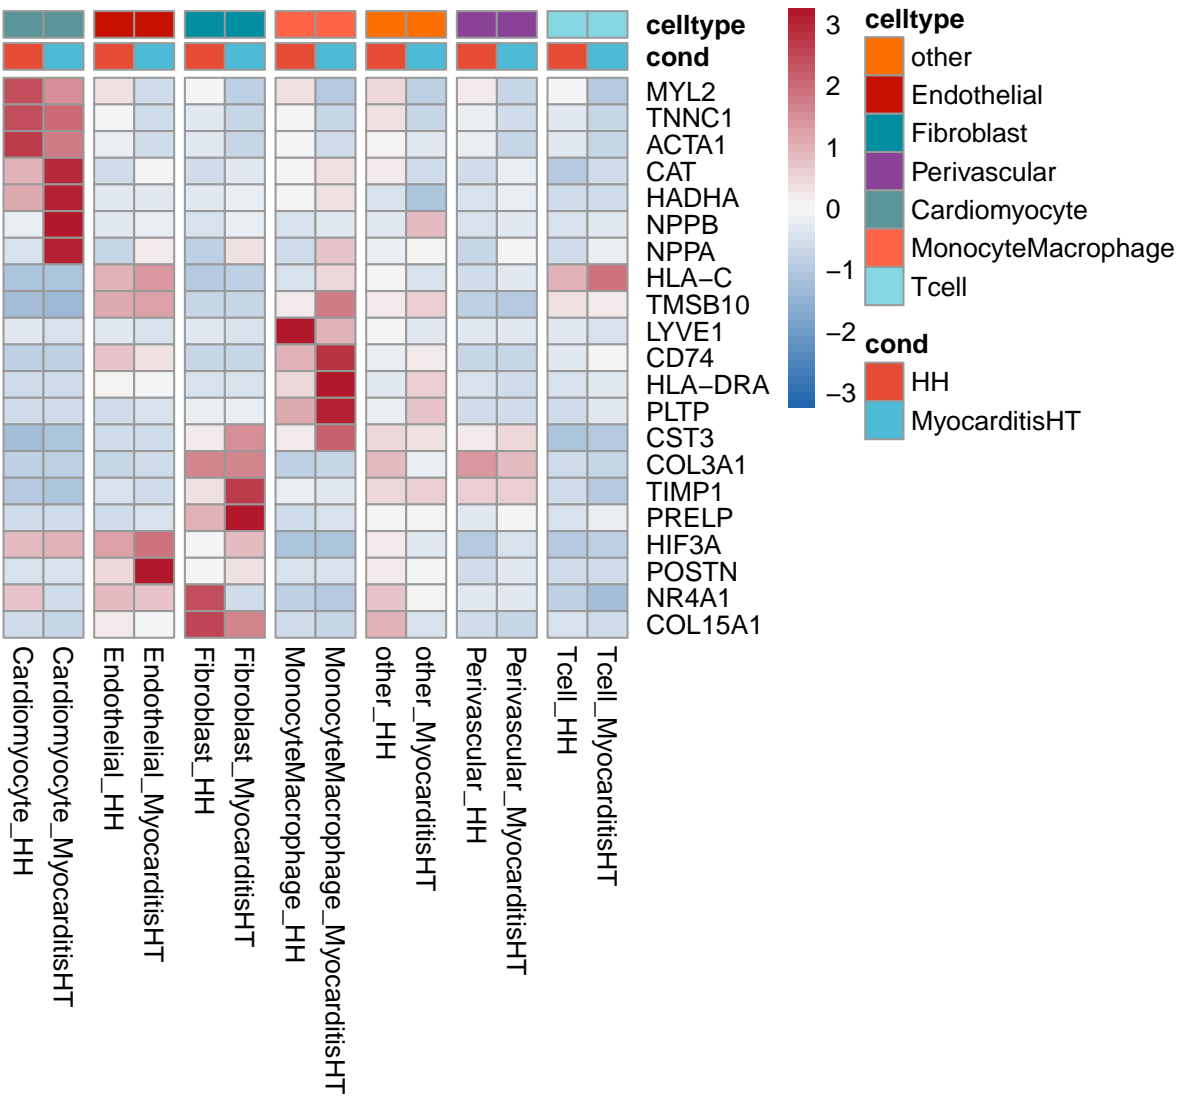 celltype
cond
MYL2
TNNC1
ACTA1
CAT
HADHA
NPPB
NPPA
HLA−C
TMSB10
LYVE1
CD74
HLA−DRA
PLTP
CST3
COL3A1
TIMP1
PRELP
HIF3A
POSTN
NR4A1
COL15A1
Cardiomyocyte_HH
Cardiomyocyte_MyocarditisHT
Endothelial_HH
Endothelial_MyocarditisHT
Fibroblast_HH
Fibroblast_MyocarditisHT
MonocyteMacrophage_HH
MonocyteMacrophage_MyocarditisHT
other_HH
other_MyocarditisHT
Perivascular_HH
Perivascular_MyocarditisHT
Tcell_HH
Tcell_MyocarditisHT
3
2
1
0
−1
−2
−3
celltype
other
Endothelial
Fibroblast
Perivascular
Cardiomyocyte
MonocyteMacrophage
Tcell
cond
HH
MyocarditisHT